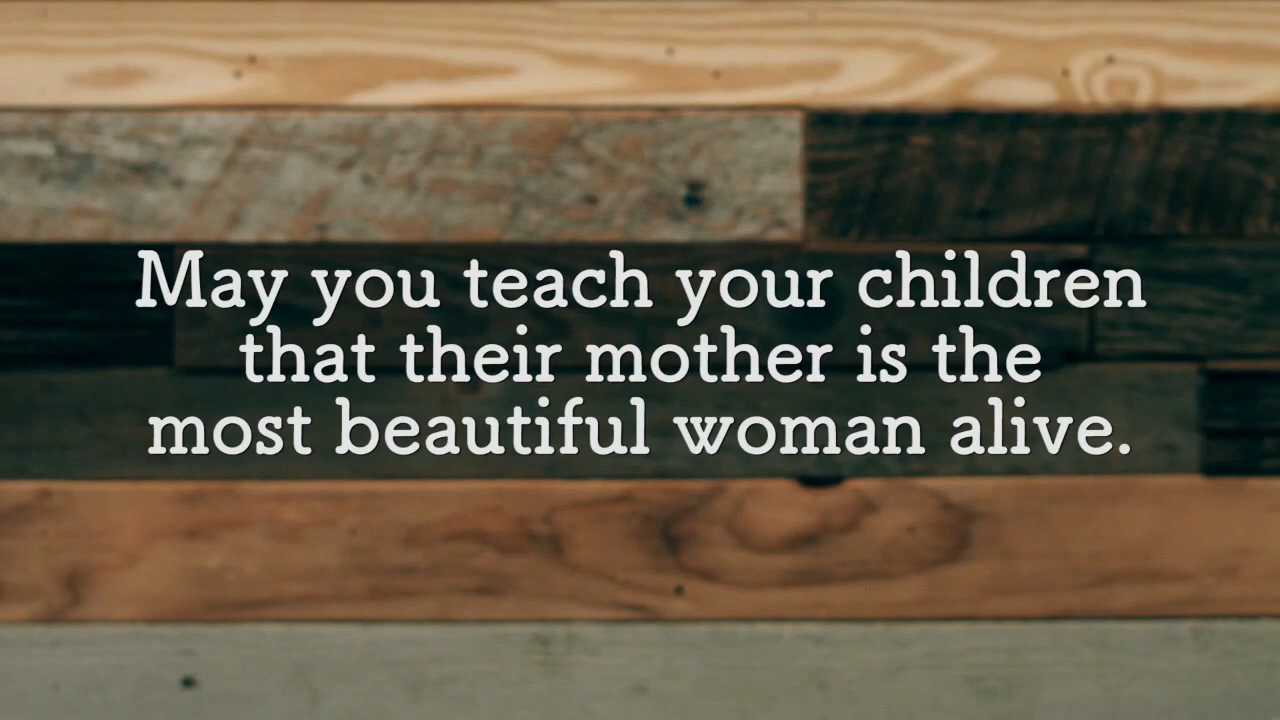 May you teach your children
that their mother is the
most beautiful woman alive.